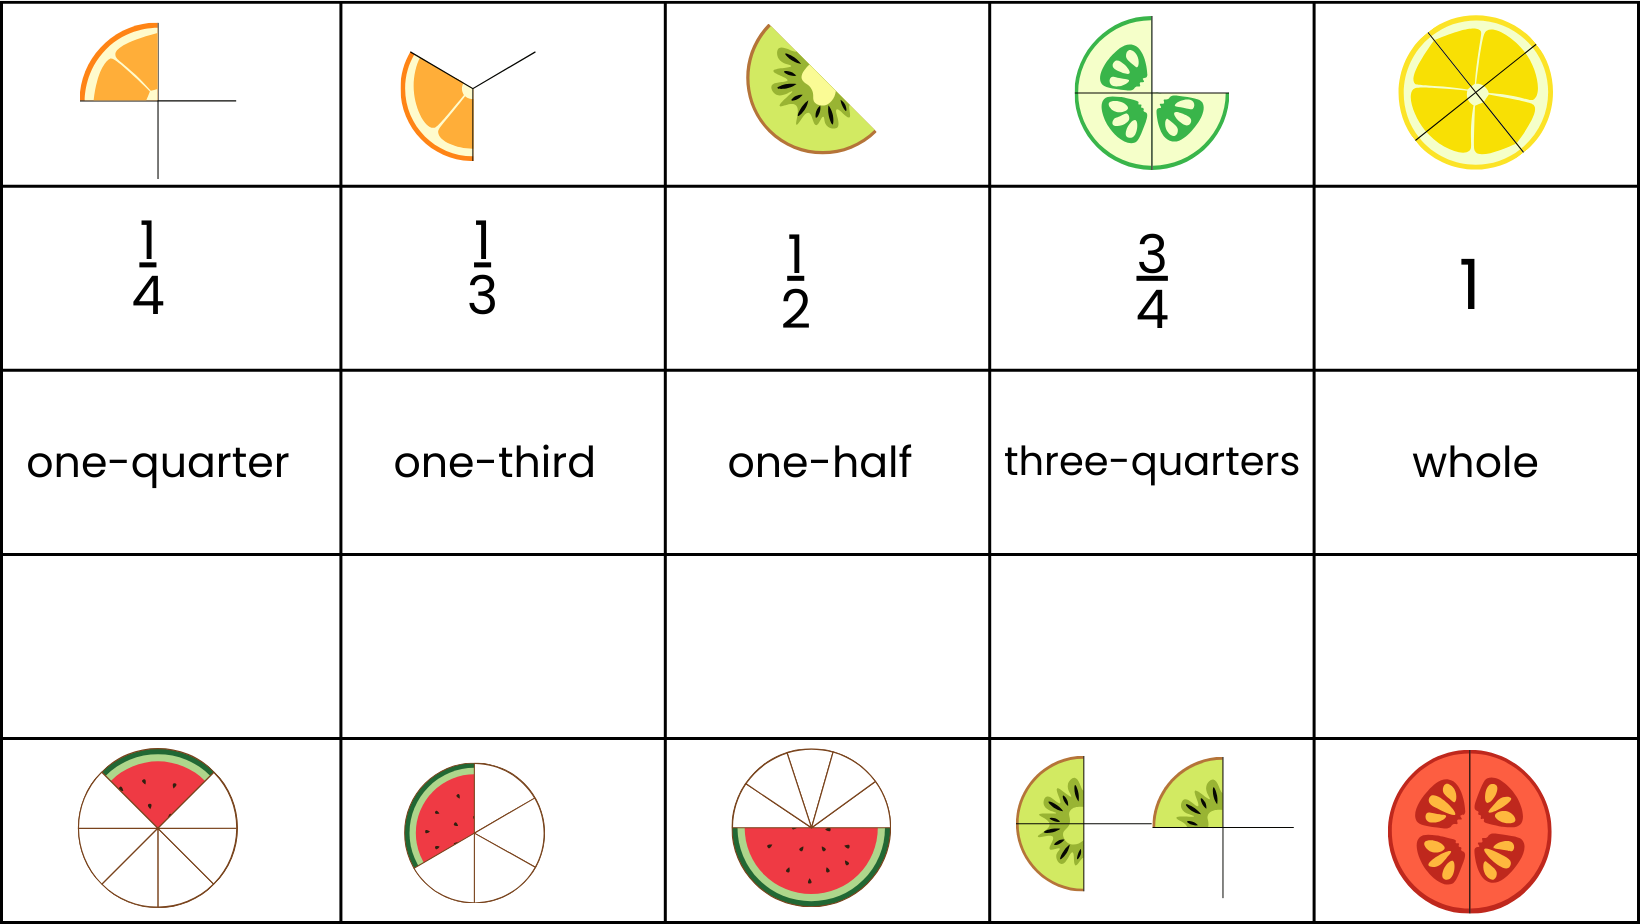 1/4 1/3 1/2 3/4 1
one-quarter one-third one-half three-quarters whole